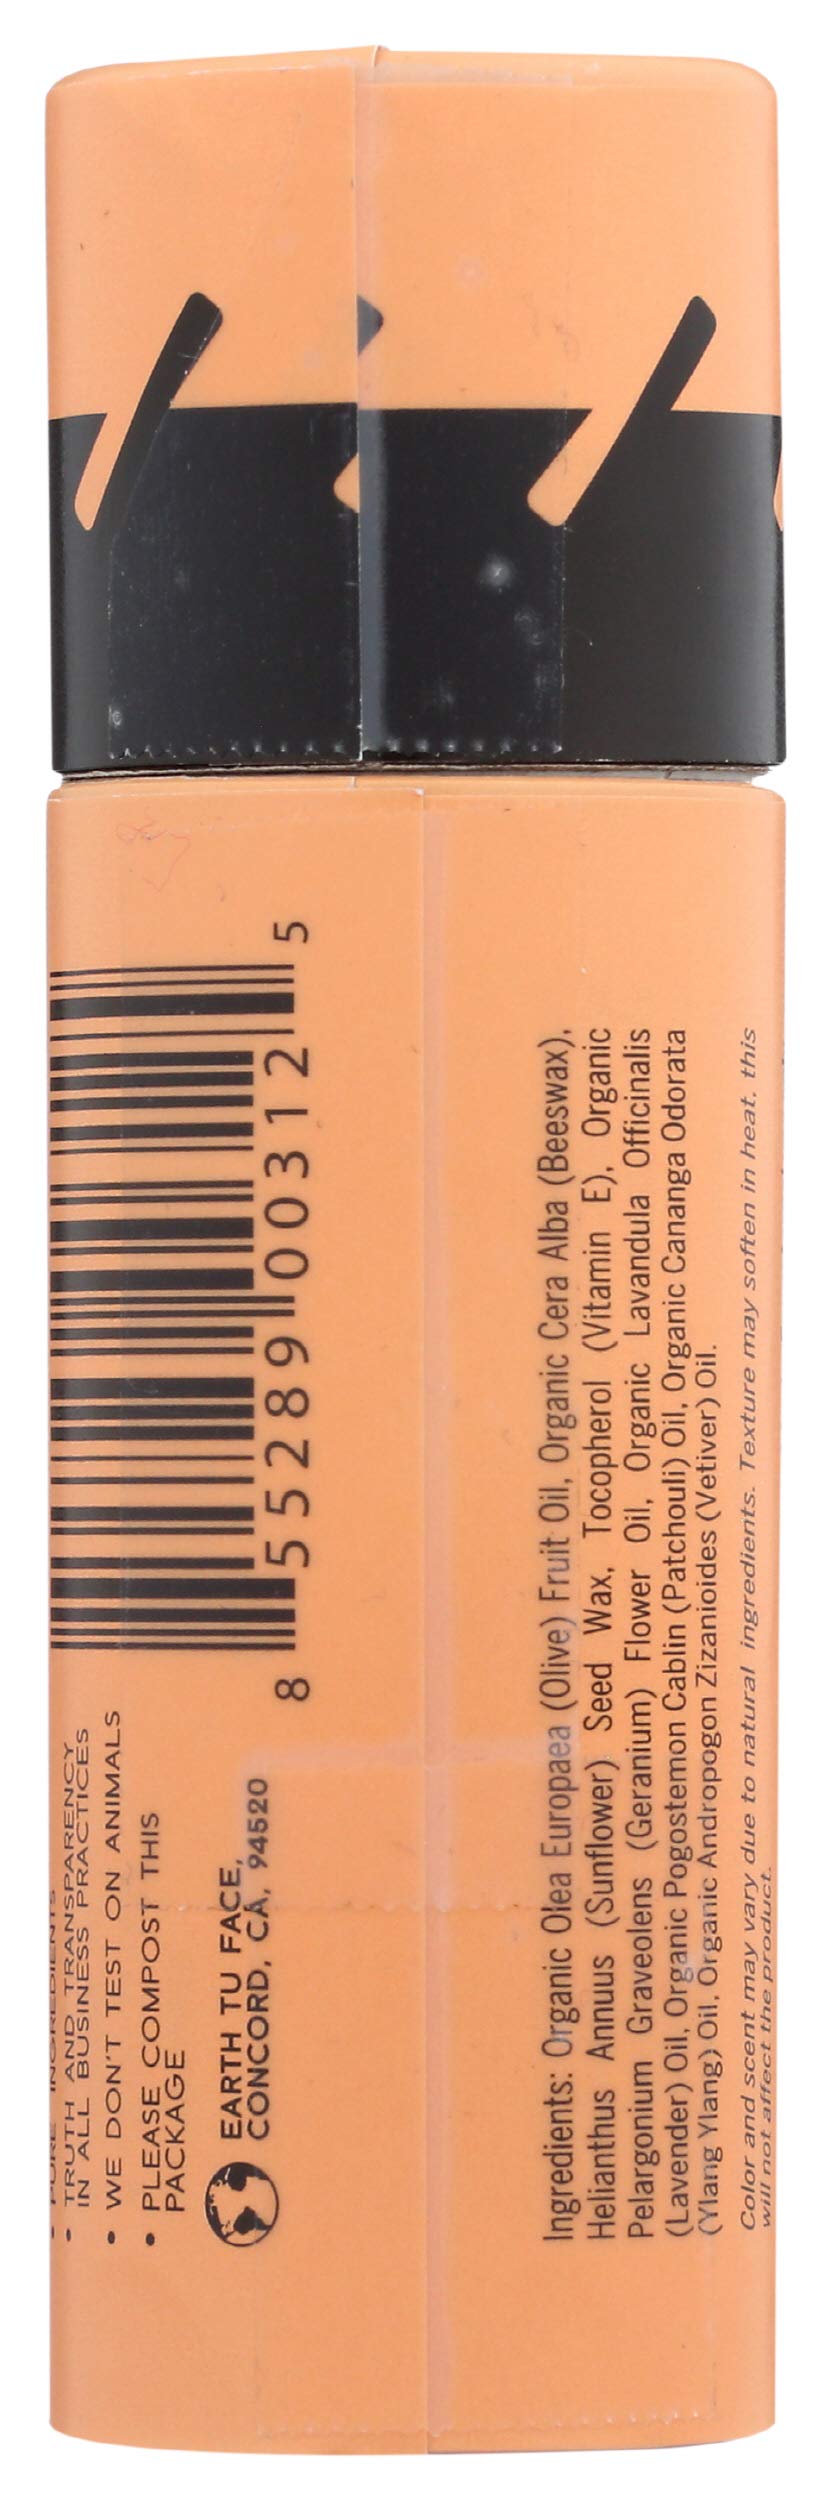 • PURE INGREDIENTS
• TRUTH AND TRANSPARENCY
IN ALL BUSINESS PRACTICES
• WE DON'T TEST ON ANIMALS
• PLEASE COMPOST THIS
PACKAGE
EARTH TU FACE,
CONCORD, CA, 94520
8 55289 00312 5
Ingredients: Organic Olea Europaea (Olive) Fruit Oil, Organic Cera Alba (Beeswax),
Helianthus Annuus (Sunflower) Seed Wax, Tocopherol (Vitamin E), Organic
Pelargonium Graveolens (Geranium) Flower Oil, Organic Lavandula Officinalis
(Lavender) Oil, Organic Pogostemon Cablin (Patchouli) Oil, Organic Cananga Odorata
(Ylang Ylang) Oil, Organic Andropogon Zizanioides (Vetiver) Oil.
Color and scent may vary due to natural ingredients. Texture may soften in heat, this
will not affect the product.